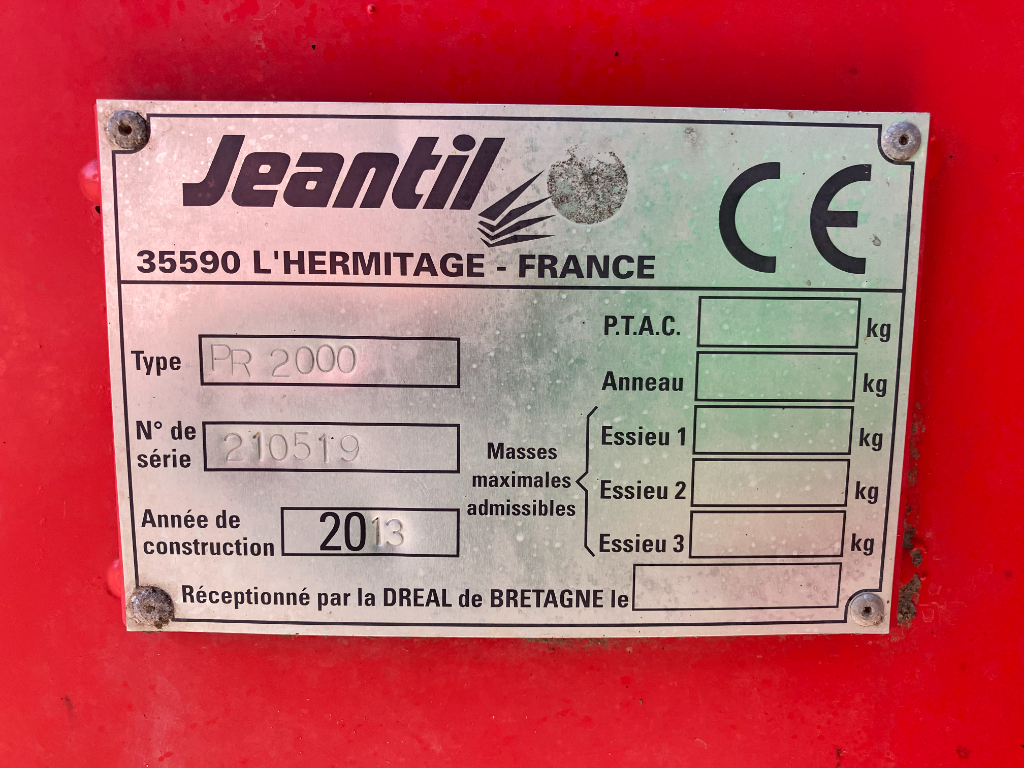 Jeantil
CE
35590 L'HERMITAGE - FRANCE
Type PR 2000
N° de
série 210519
Année de
construction 2013
P.T.A.C. kg
Anneau kg
Masses
maximales
admissibles
Essieu 1 kg
Essieu 2 kg
Essieu 3 kg
Réceptionné par la DREAL de BRETAGNE le